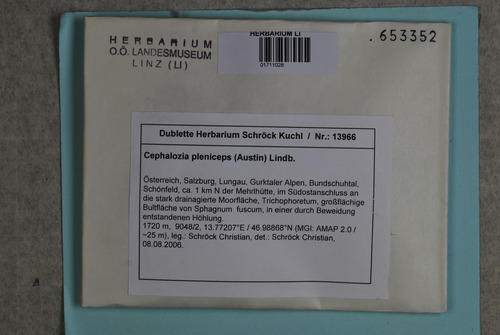 HERBARIUM
O.Ö. LANDESMUSEUM
LINZ (LI)
HERBARIUM LI
01711028
.653352
Dublette Herbarium Schröck Kuchl / Nr.: 13966
Cephalozia pleniceps (Austin) Lindb.
Österreich, Salzburg, Lungau, Gurktaler Alpen, Bundschuhtal,
Schönfeld, ca. 1 km N der Mehrlhütte, im Südostanschluss an
die stark drainagierte Moorfläche, Trichophoretum, großflächige
Bultfläche von Sphagnum fuscum, in einer durch Beweidung
entstandenen Höhlung.
1720 m, 9048/2, 13.77207°E / 46.98868°N (MGI: AMAP 2.0 /
~25 m), leg.: Schröck Christian, det.: Schröck Christian,
08.08.2006.